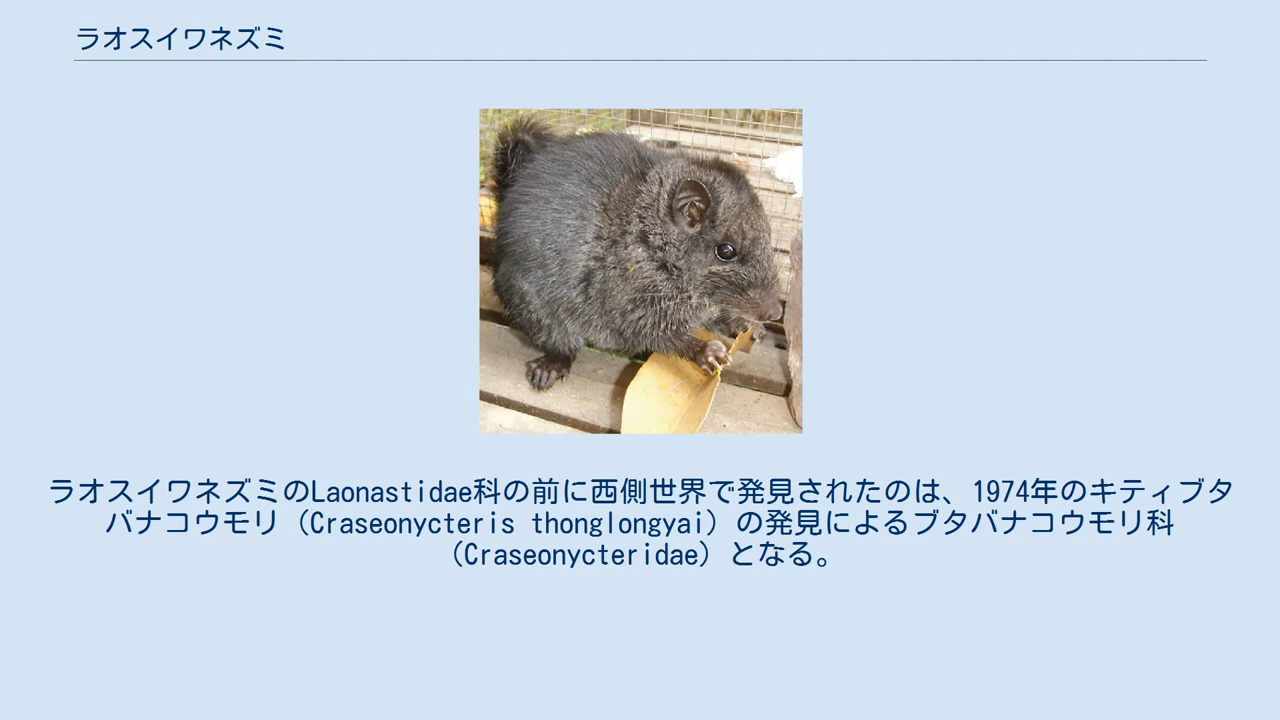 ラオスイワネズミ
ラオスイワネズミのLaonastidae科の前に西側世界で発見されたのは、1974年のキティブタ
バナコウモリ（Craseonycteris thonglongyai）の発見によるブタバナコウモリ科
（Craseonycteridae）となる。